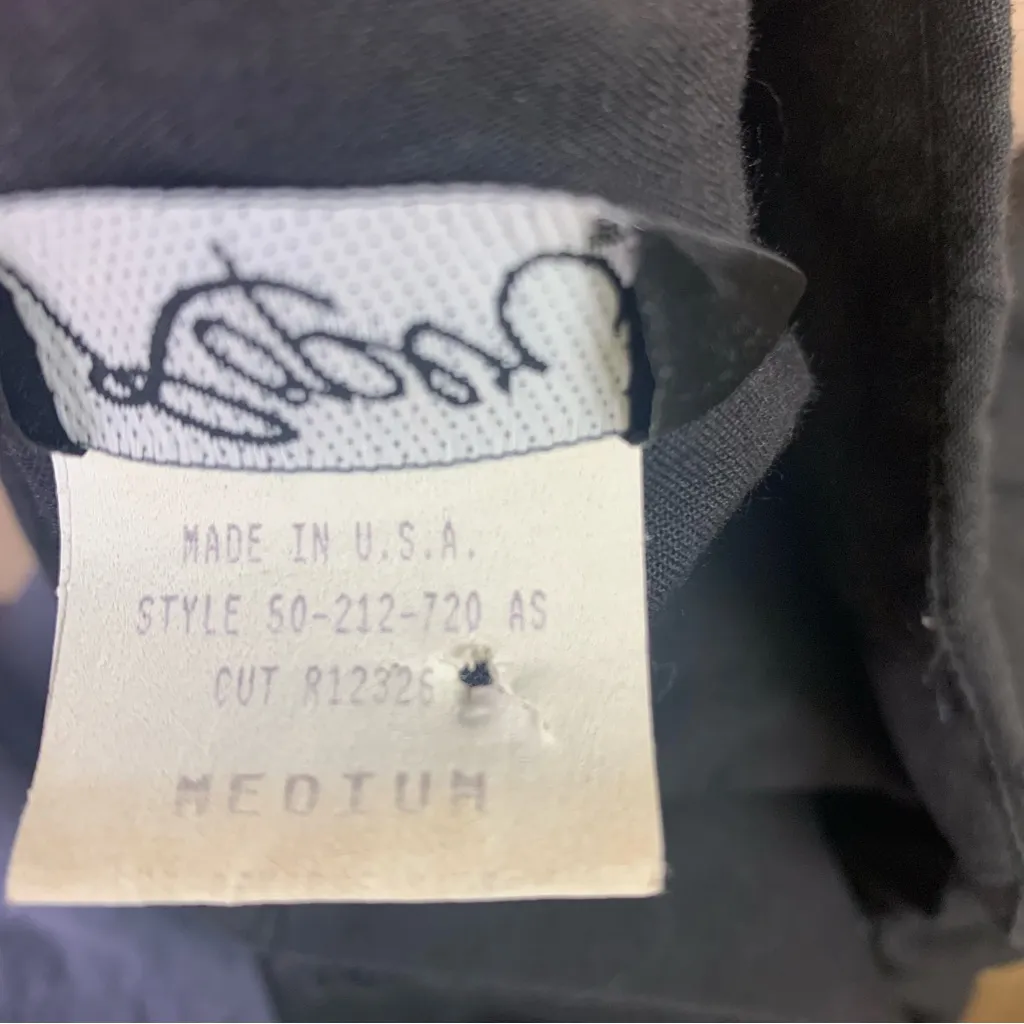 MADE IN U.S.A.
STYLE 50-212-720 AS
CUT R12326
MEDIUM